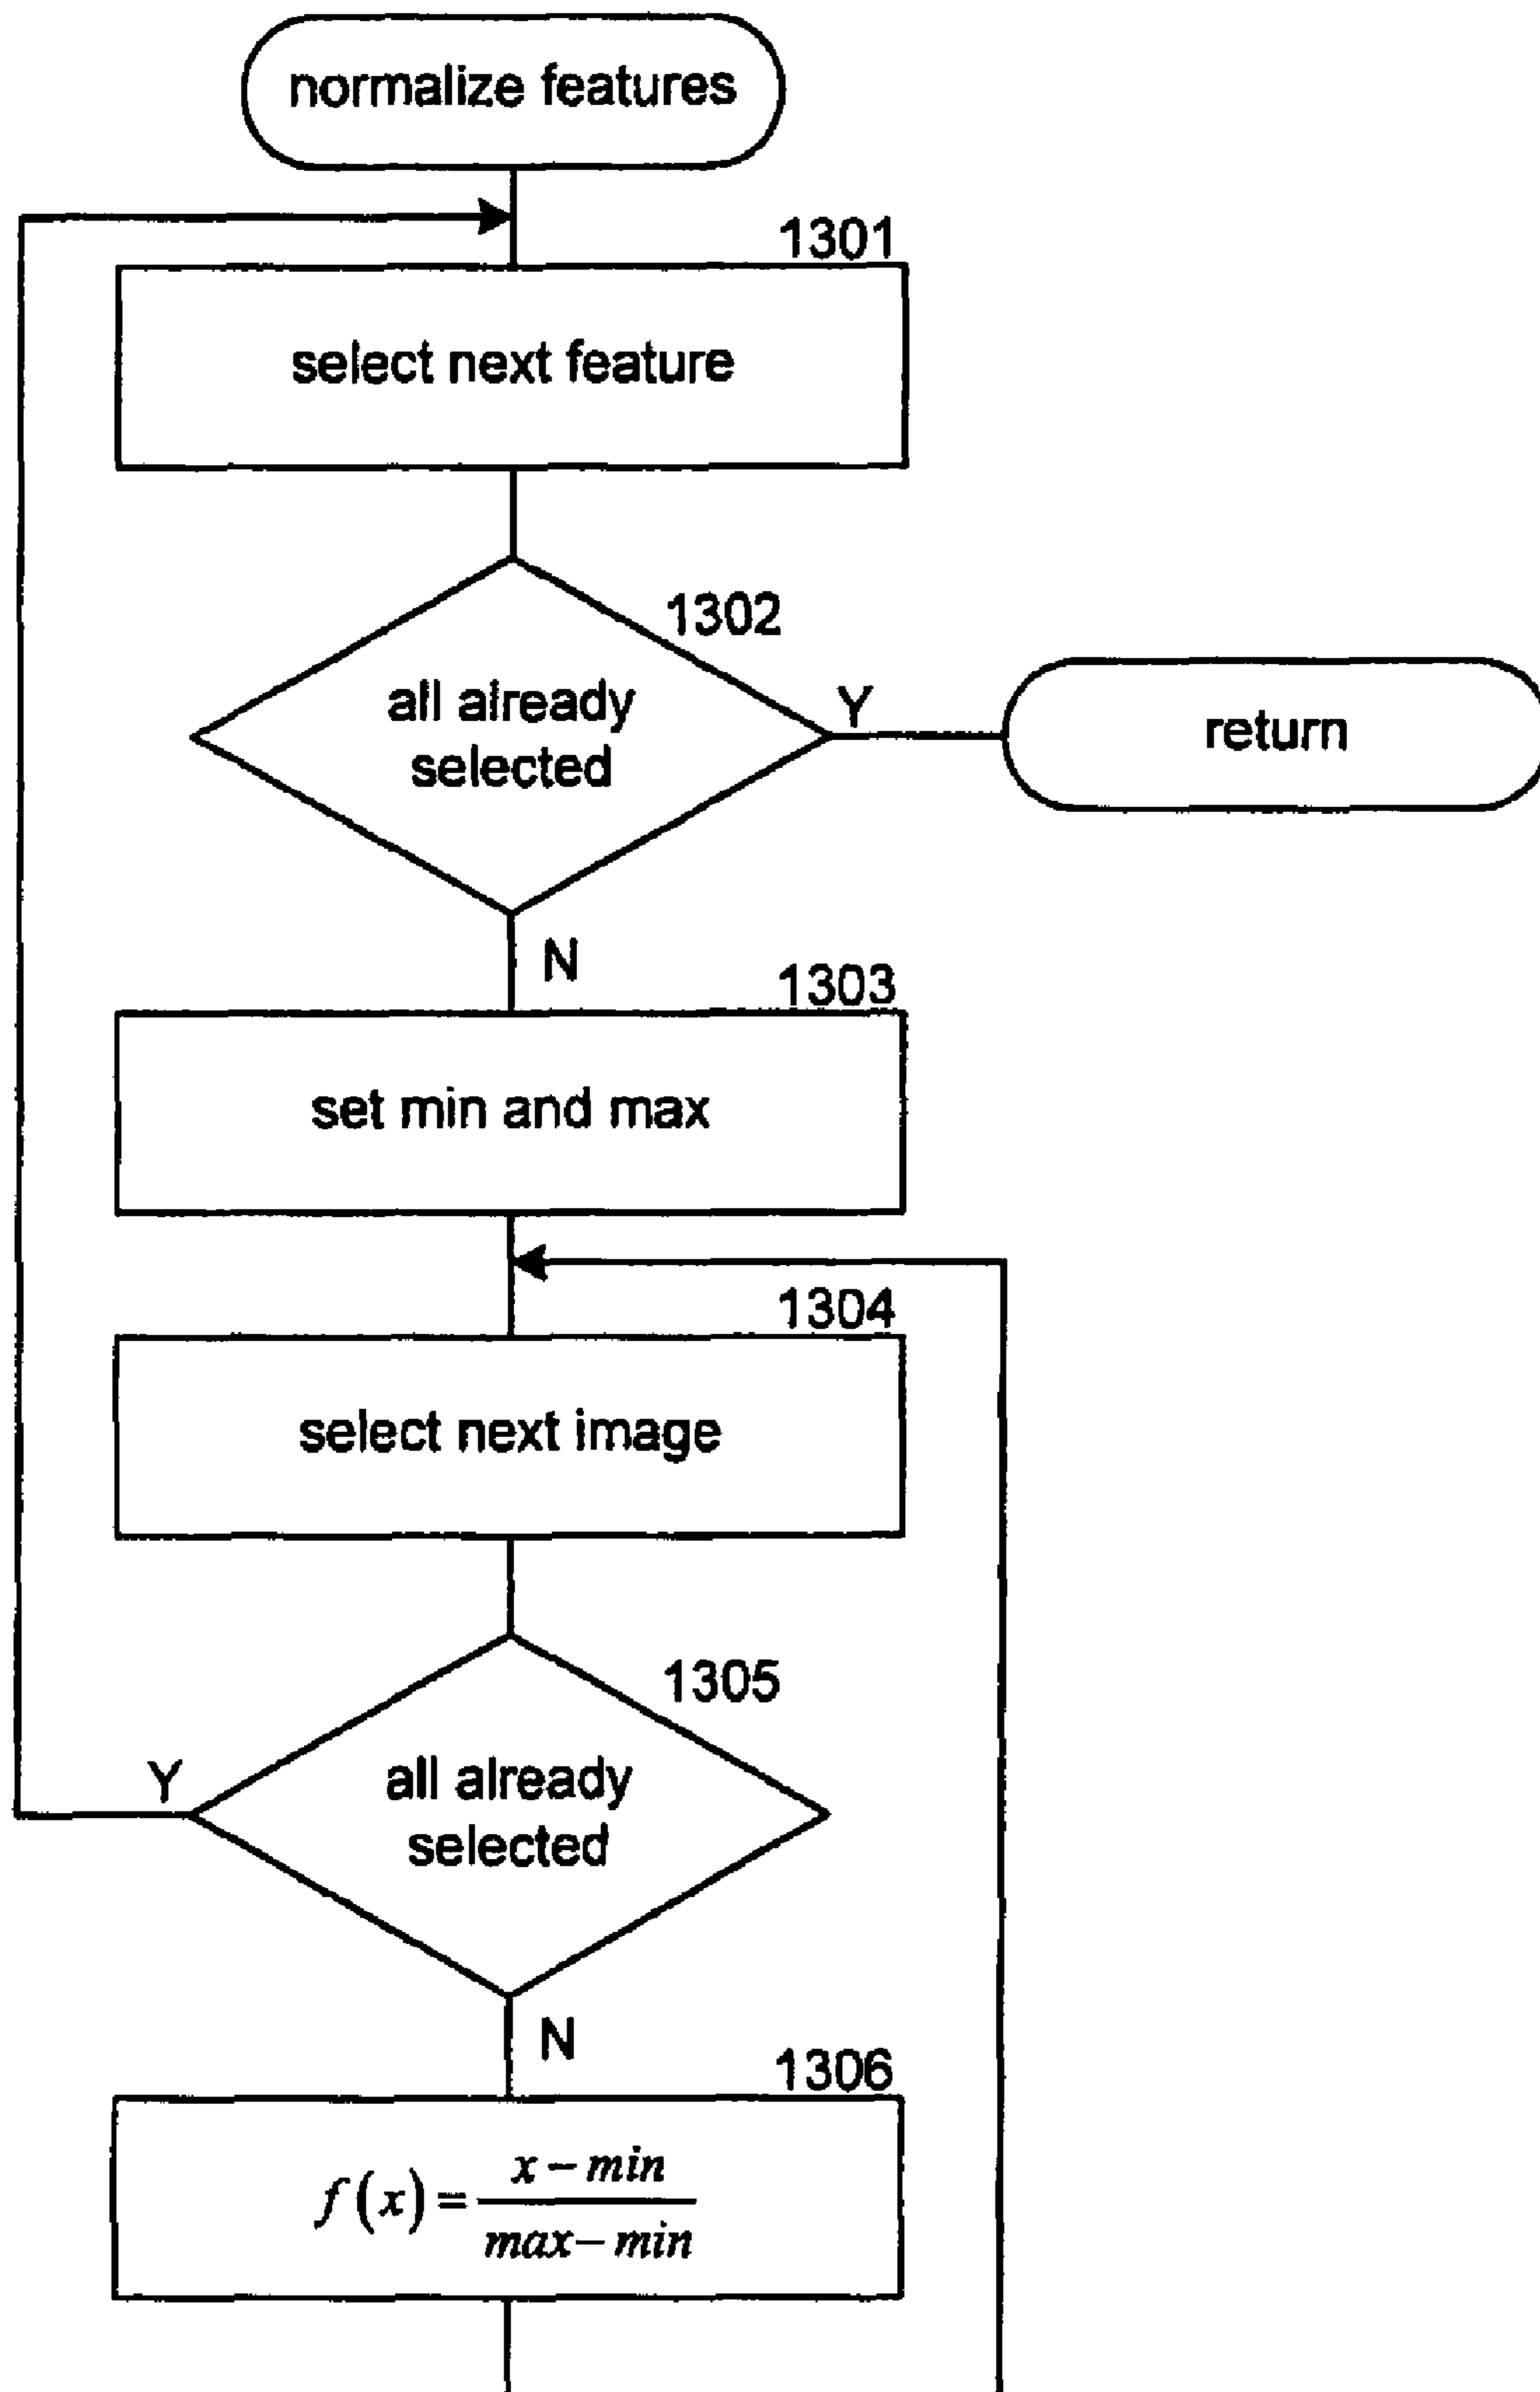 normalize features
1301
select next feature
1302
all already
selected
Y
return
N
1303
set min and max
1304
select next image
1305
all already
selected
Y
N
1306
f(x) = x − min / max − min